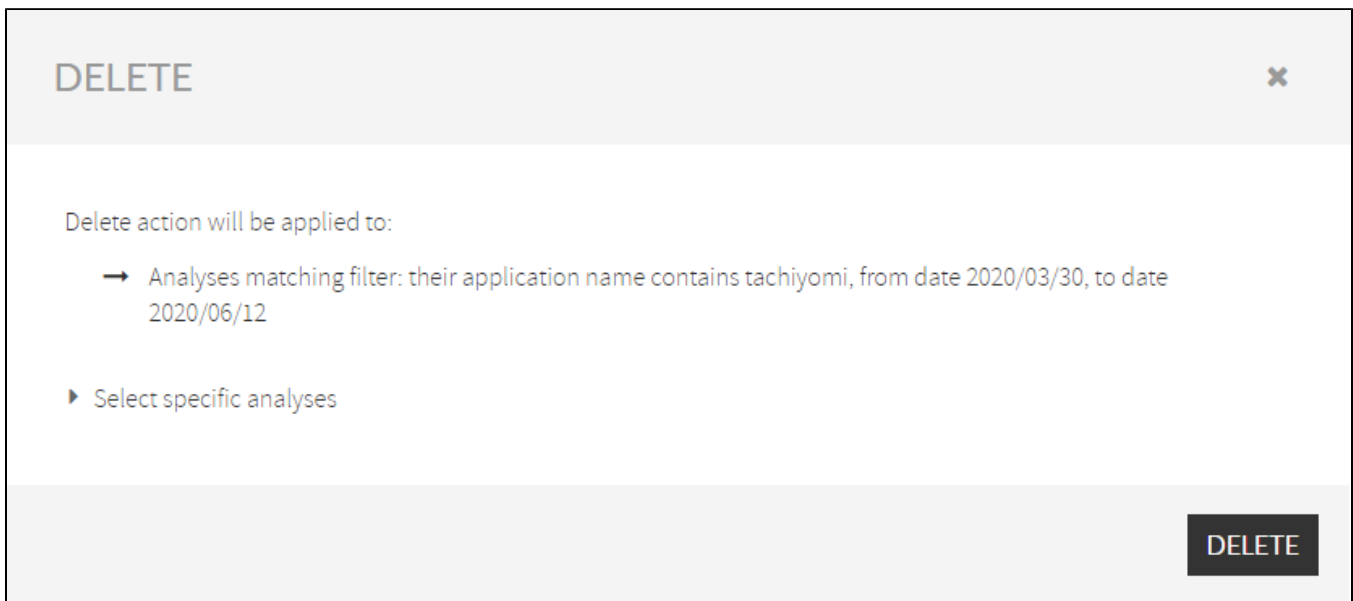 DELETE
Delete action will be applied to:
Analyses matching filter: their application name contains tachiyomi, from date 2020/03/30, to date
2020/06/12
Select specific analyses
DELETE